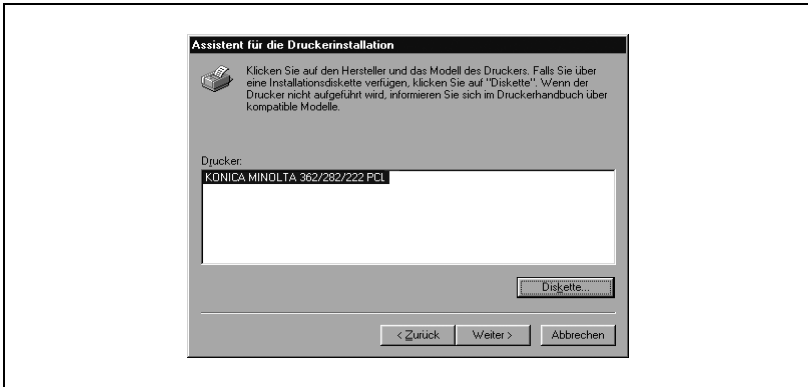 Assistent für die Druckerinstallation
Klicken Sie auf den Hersteller und das Modell des Druckers. Falls Sie über
eine Installationsdiskette verfügen, klicken Sie auf "Diskette". Wenn der
Drucker nicht aufgeführt wird, informieren Sie sich im Druckerhandbuch über
kompatible Modelle.
Drucker:
KONICA MINOLTA 362/282/222 PCL
Diskette...
< Zurück
Weiter >
Abbrechen